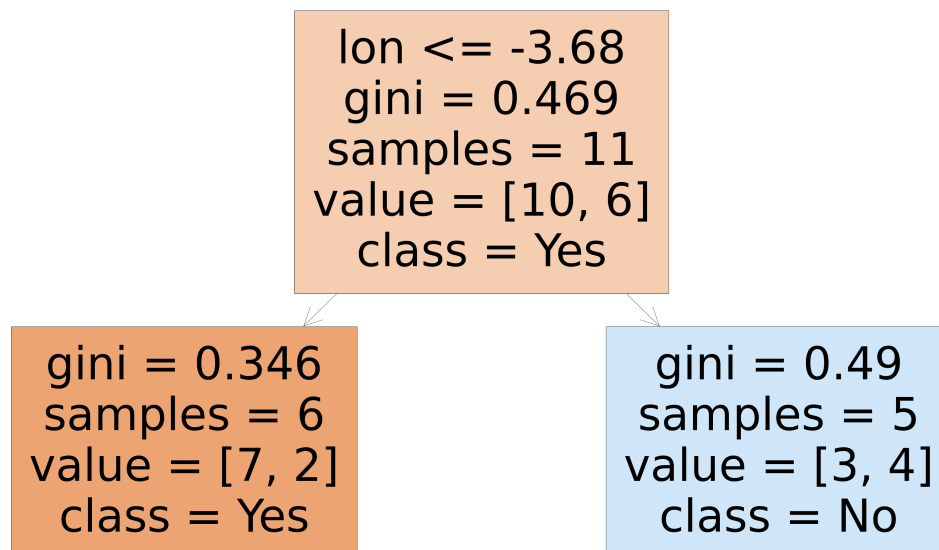 lon <= -3.68
gini = 0.469
samples = 11
value = [10, 6]
class = Yes
gini = 0.346
samples = 6
value = [7, 2]
class = Yes
gini = 0.49
samples = 5
value = [3, 4]
class = No